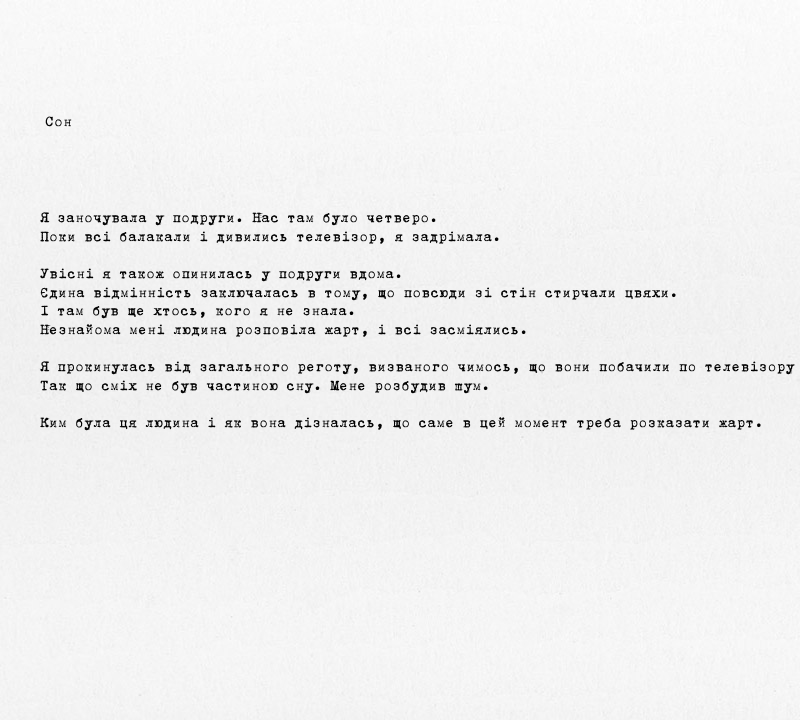 Сон
Я заночувала у подруги. Нас там було четверо.
Поки всі балакали і дивились телевізор, я задрімала.
Увісні я також опинилась у подруги вдома.
Єдина відмінність заключалась в тому, що повсюди зі стін стирчали цвяхи.
І там був ще хтось, кого я не знала.
Незнайома мені людина розповіла жарт, і всі засміялись.
Я прокинулась від загального реготу, визваного чимось, що вони побачили по телевізору
Так що сміх не був частиною сну. Мене розбудив шум.
Ким була ця людина і як вона дізналась, що саме в цей момент треба розказати жарт.